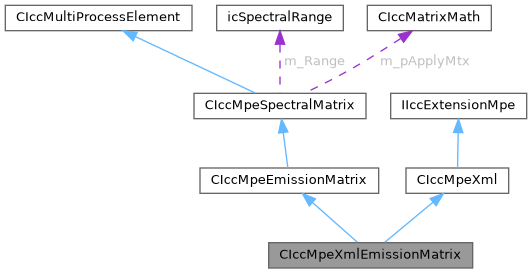 CIccMultiProcessElement
icSpectralRange
CIccMatrixMath
m_Range
m_pApplyMtx
CIccMpeSpectralMatrix
IIccExtensionMpe
CIccMpeEmissionMatrix
CIccMpeXml
CIccMpeXmlEmissionMatrix